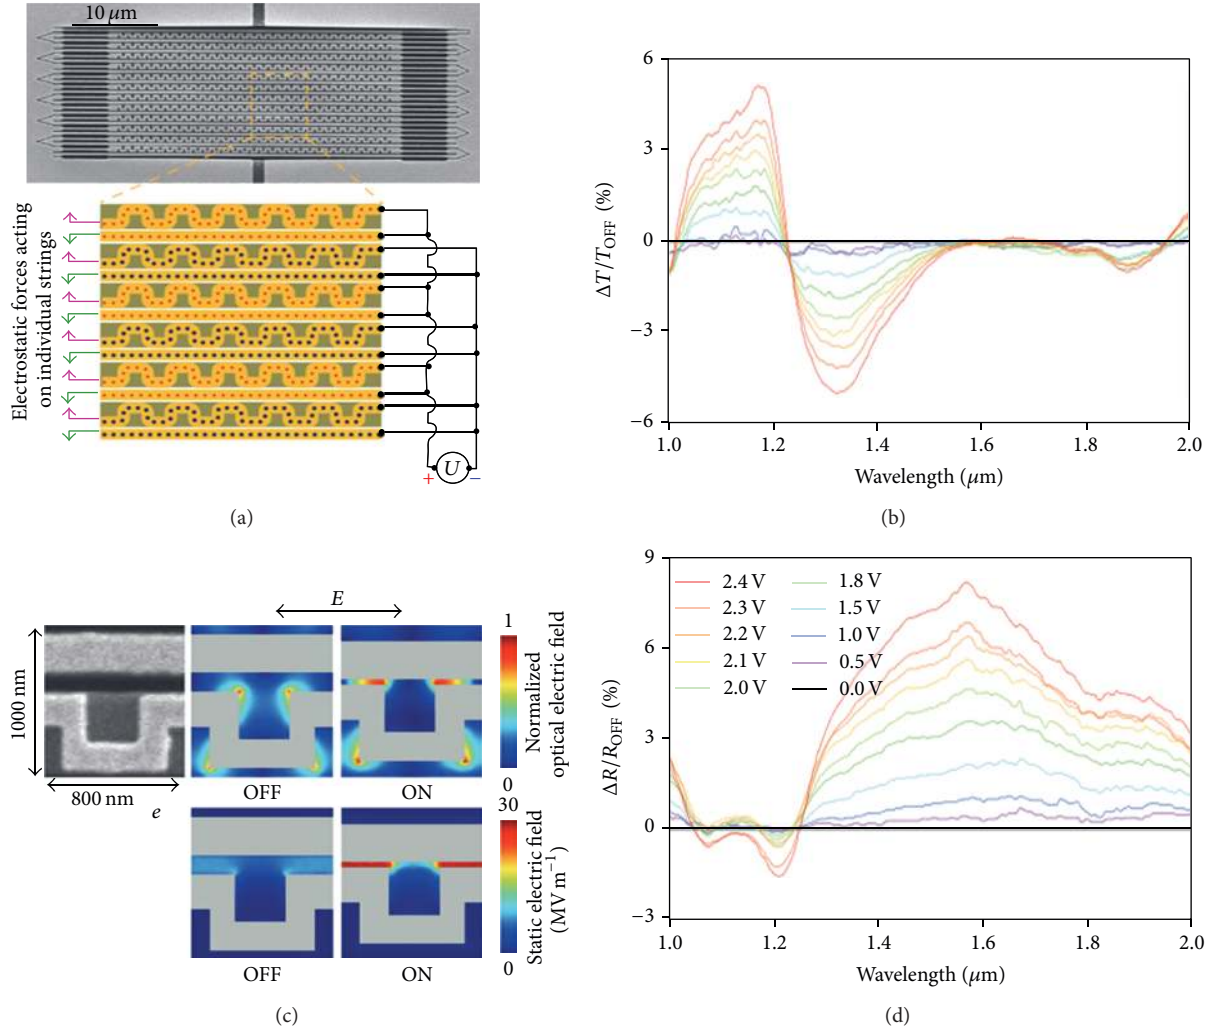 10 μm
Electrostatic forces acting
on individual strings
U
+
−
(a)
6
3
0
−3
−6
ΔT/T_OFF (%)
1.0 1.2 1.4 1.6 1.8 2.0
Wavelength (μm)
(b)
E
1000 nm
800 nm
e
OFF
ON
1
0
Normalized
optical electric field
OFF
ON
30
0
Static electric field
(MV m⁻¹)
(c)
9
6
3
0
−3
ΔR/R_OFF (%)
2.4 V 1.8 V
2.3 V 1.5 V
2.2 V 1.0 V
2.1 V 0.5 V
2.0 V 0.0 V
1.0 1.2 1.4 1.6 1.8 2.0
Wavelength (μm)
(d)